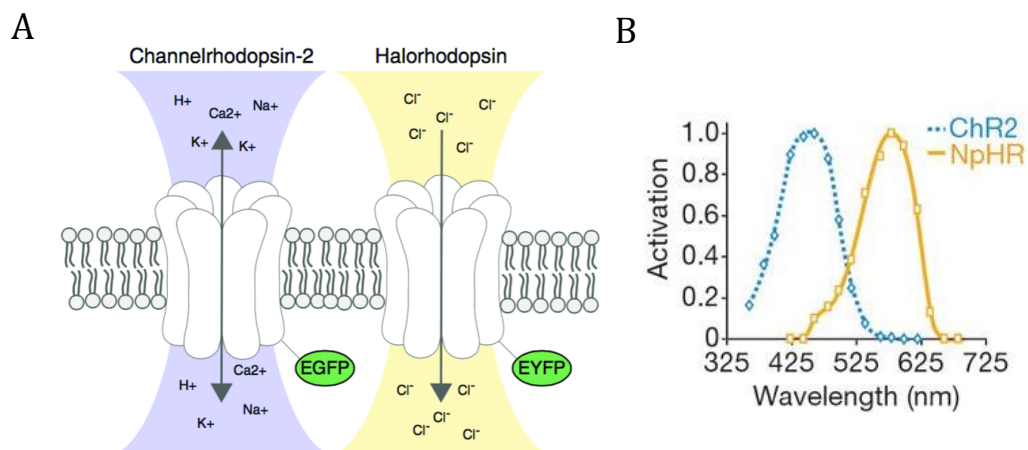 A
Channelrhodopsin-2
Halorhodopsin
H+
Ca2+
Na+
K+
K+
Cl-
Cl-
Cl-
Cl-
Cl-
EGFP
EYFP
H+
Ca2+
Na+
K+
Cl-
Cl-
Cl-
Cl-
Cl-
B
ChR2
NpHR
Activation
1.0
0.8
0.6
0.4
0.2
0
325 425 525 625 725
Wavelength (nm)